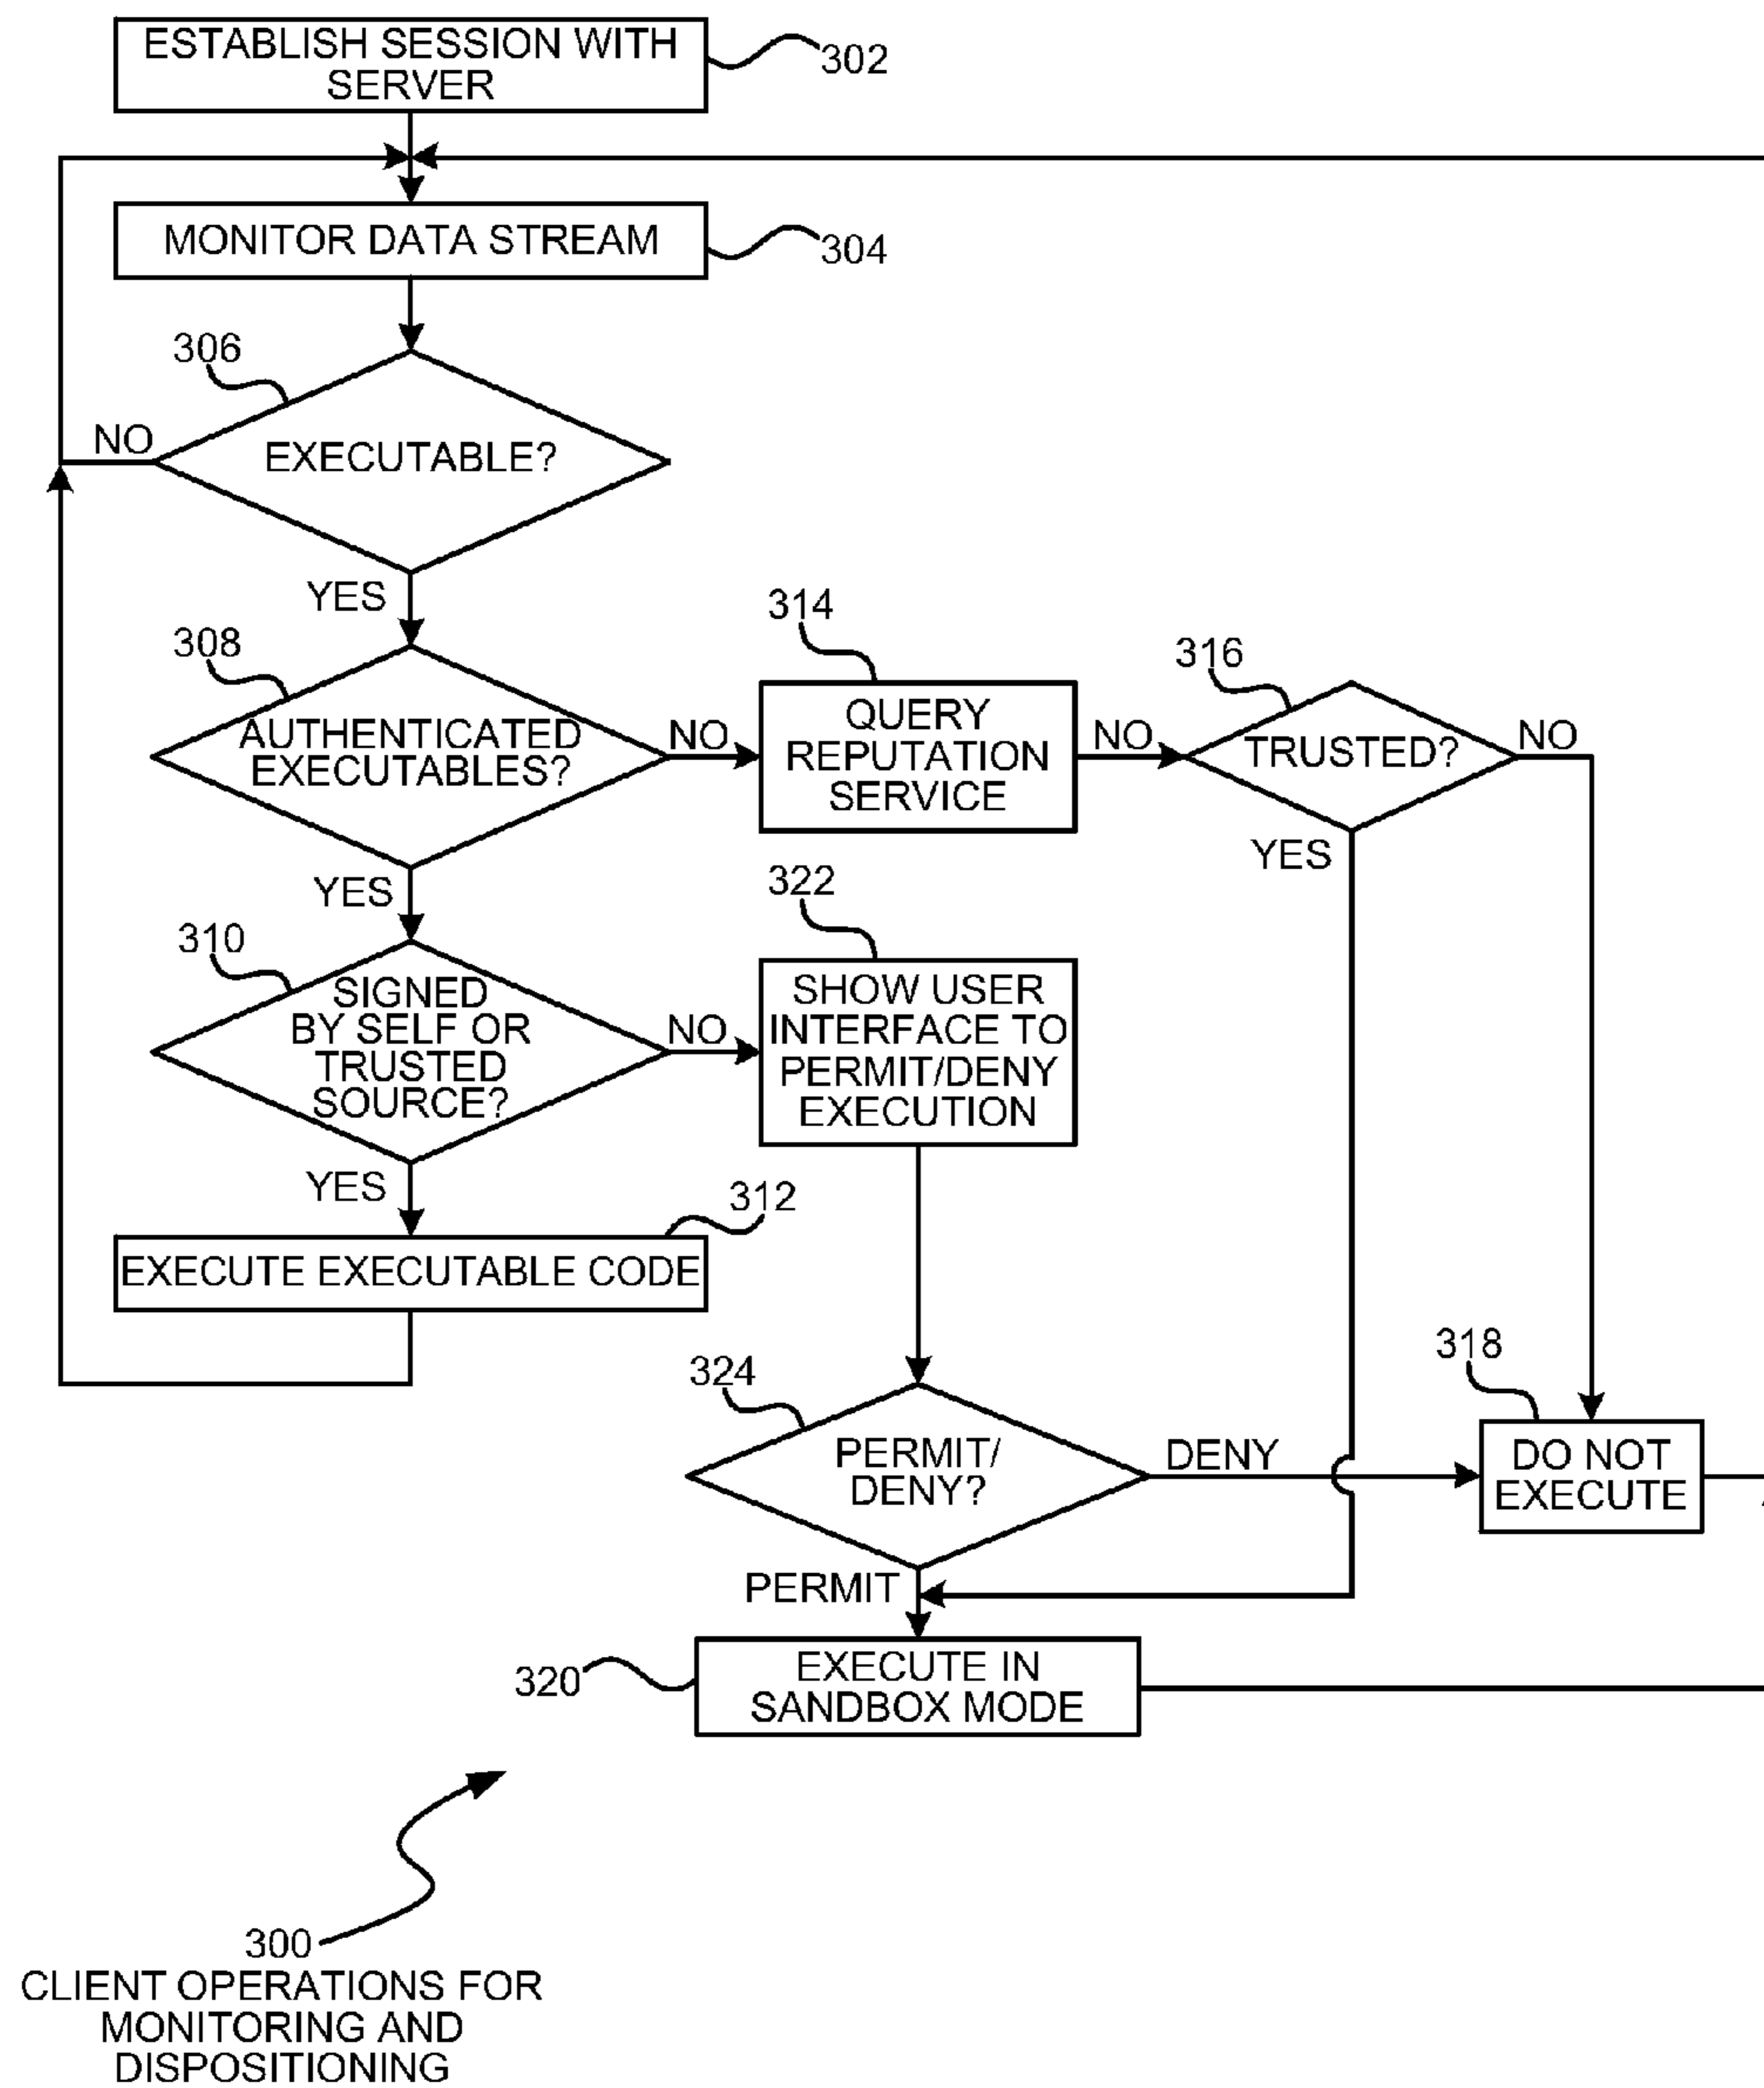 ESTABLISH SESSION WITH
SERVER
302
MONITOR DATA STREAM
304
306
NO
EXECUTABLE?
YES
308
AUTHENTICATED
EXECUTABLES?
NO
314
QUERY
REPUTATION
SERVICE
NO
316
TRUSTED?
NO
YES
YES
310
SIGNED
BY SELF OR
TRUSTED
SOURCE?
NO
322
SHOW USER
INTERFACE TO
PERMIT/DENY
EXECUTION
YES
312
EXECUTE EXECUTABLE CODE
324
PERMIT/
DENY?
DENY
318
DO NOT
EXECUTE
PERMIT
320
EXECUTE IN
SANDBOX MODE
300
CLIENT OPERATIONS FOR
MONITORING AND
DISPOSITIONING